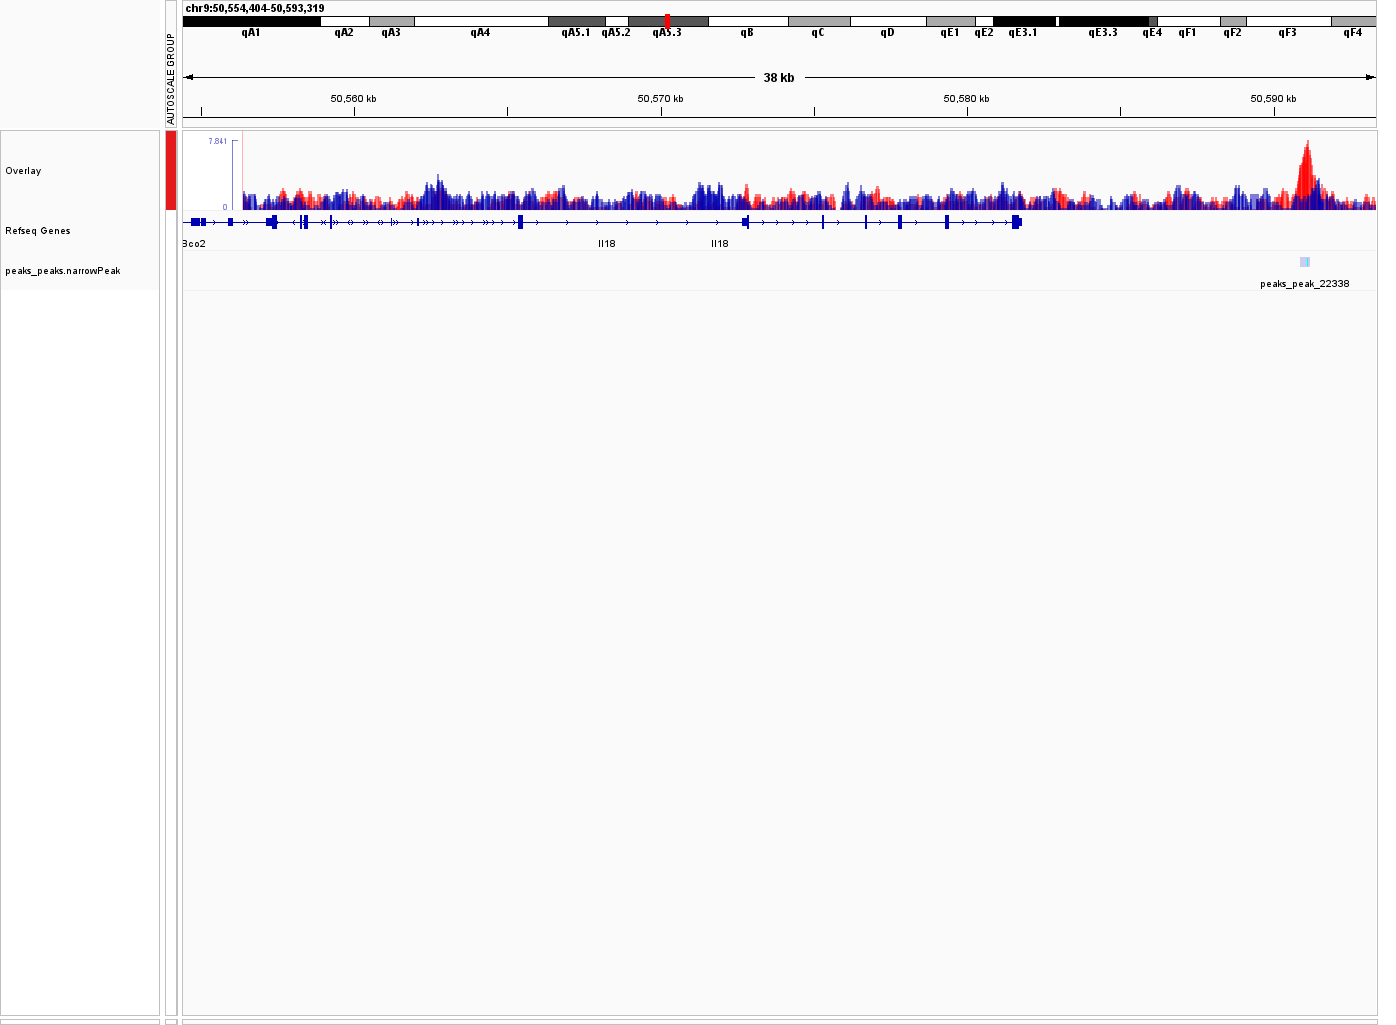 chr9:50,554,404-50,593,319
AUTOSCALE GROUP
qA1 qA2 qA3 qA4 qA5.1 qA5.2 qA5.3 qB qC qD qE1 qE2 qE3.1 qE3.3 qE4 qF1 qF2 qF3 qF4
38 kb
50,560 kb 50,570 kb 50,580 kb 50,590 kb
7.841
Overlay
0
Refseq Genes
Bco2 Il18 Il18
peaks_peaks.narrowPeak
peaks_peak_22338